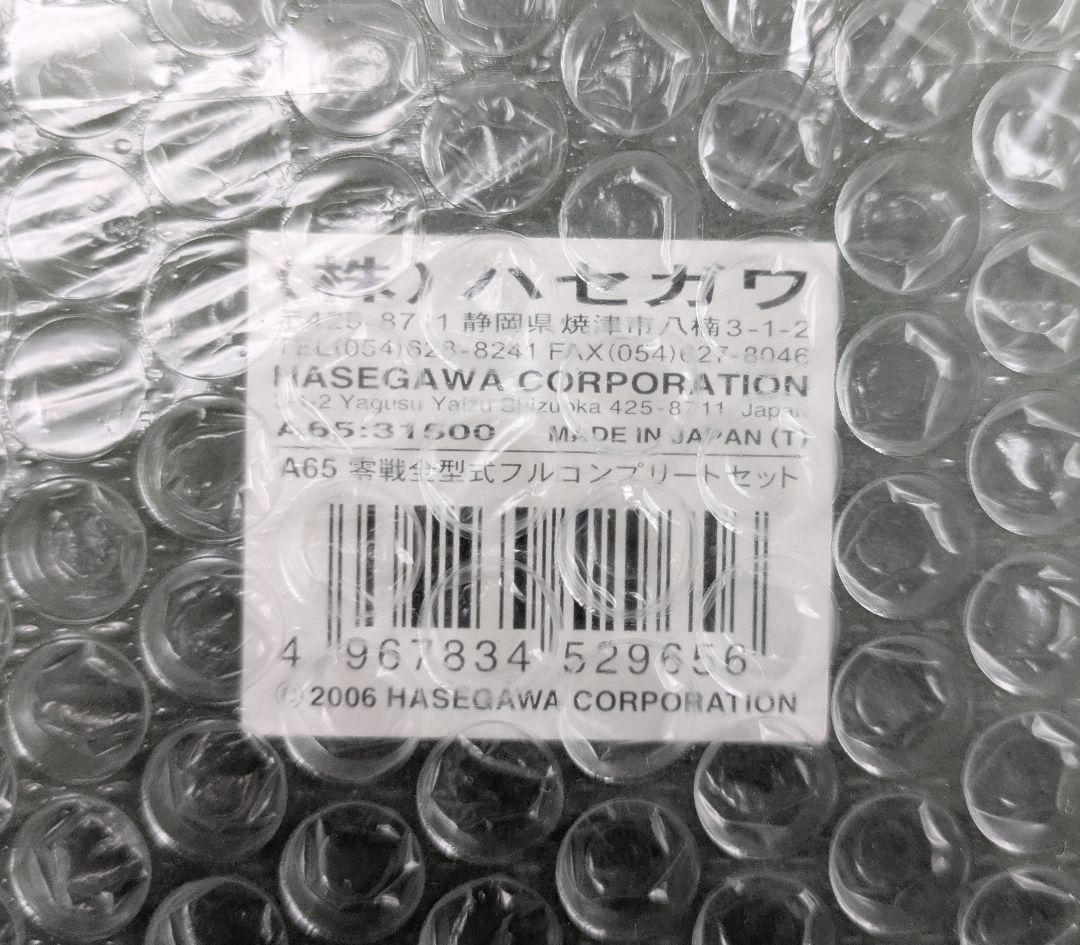 (株)ハセガワ
〒425-8711 静岡県焼津市八楠3-1-2
TEL(054)628-8241 FAX(054)627-8046
HASEGAWA CORPORATION
3-1-2 Yagusu Yaizu Shizuoka 425-8711 Japan
A65:31500 MADE IN JAPAN (T)
A65 零戦全型式フルコンプリートセット
4 967834 529656
©2006 HASEGAWA CORPORATION